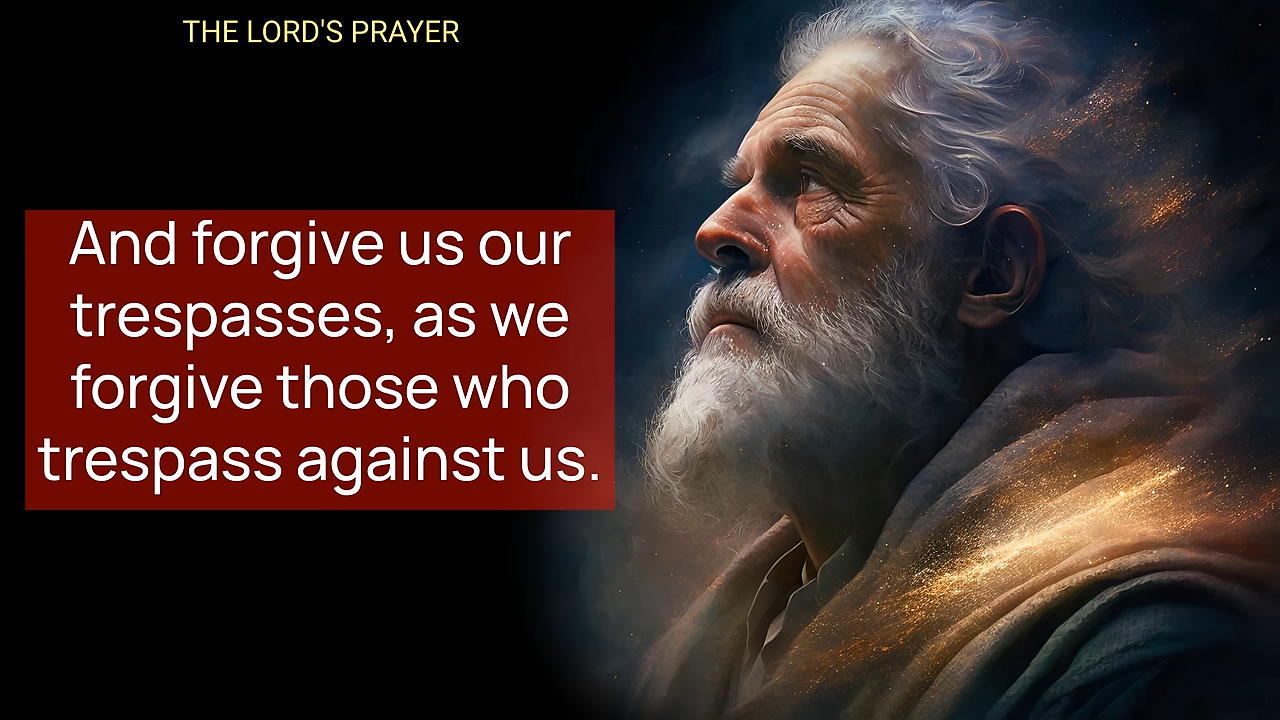 THE LORD'S PRAYER
And forgive us our
trespasses, as we
forgive those who
trespass against us.